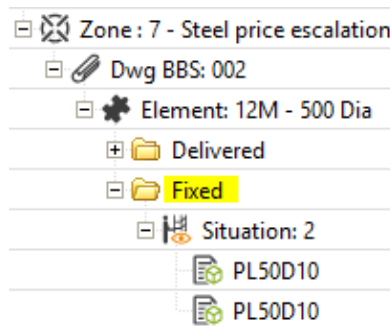 Zone : 7 - Steel price escalation
Dwg BBS: 002
Element: 12M - 500 Dia
Delivered
Fixed
Situation: 2
PL50D10
PL50D10